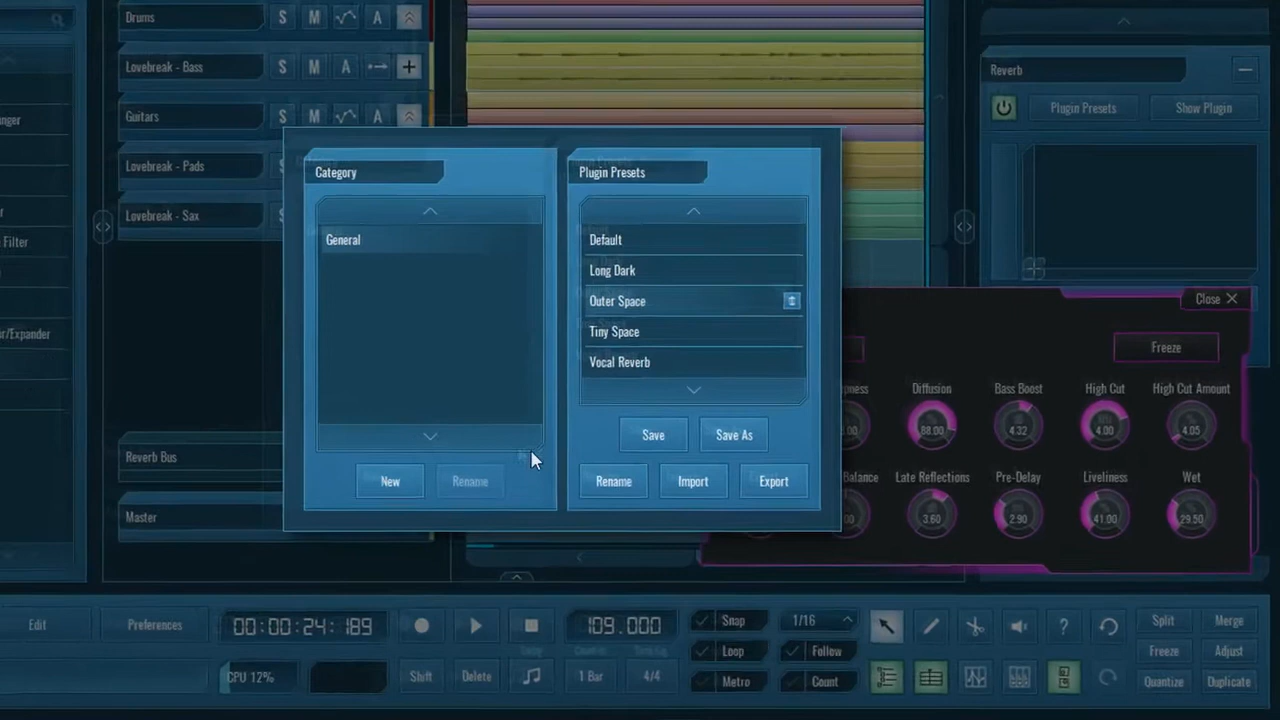 Drums
S M A
Lovebreak - Bass
S M A
Guitars
S M A
Lovebreak - Pads
Lovebreak - Sax
Reverb Bus
Master
Filter
Reverb
Plugin Presets
Show Plugin
Category
General
New
Rename
Plugin Presets
Default
Long Dark
Outer Space
Tiny Space
Vocal Reverb
Save
Save As
Rename
Import
Export
Close
Freeze
Diffusion
Bass Boost
High Cut
High Cut Amount
88.00
4.32
4.00
4.05
Balance
Late Reflections
Pre-Delay
Liveliness
Wet
3.60
2.90
41.00
29.50
Edit
Preferences
00:00:24:189
109.000
Snap
1/16
Split
Merge
Loop
Follow
?
Freeze
Adjust
CPU 12%
Shift
Delete
1 Bar
4/4
Metro
Count
Quantize
Duplicate